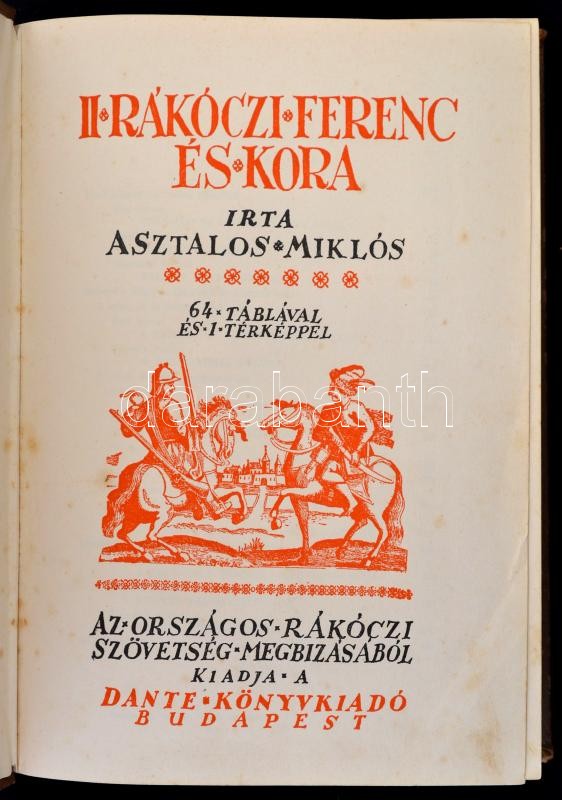 II·RÁKÓCZI·FERENC
ÉS·KORA
IRTA
ASZTALOS·MIKLÓS
64·TÁBLÁVAL
ÉS·1·TÉRKÉPPEL
darabanth
AZ·ORSZÁGOS·RÁKÓCZI
SZÖVETSÉG·MEGBIZÁSÁBÓL
KIADJA·A
DANTE·KÖNYVKIADÓ
BUDAPEST